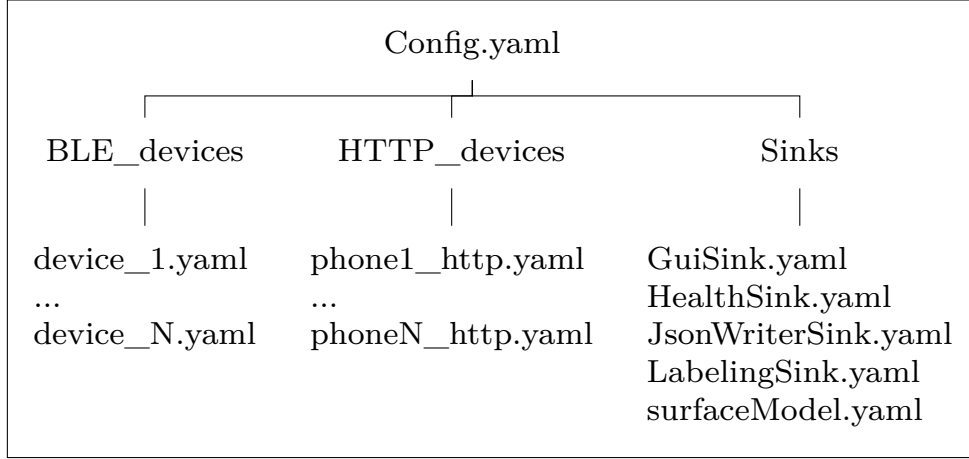 Config.yaml
BLE_devices
HTTP_devices
Sinks
device_1.yaml
...
device_N.yaml
phone1_http.yaml
...
phoneN_http.yaml
GuiSink.yaml
HealthSink.yaml
JsonWriterSink.yaml
LabelingSink.yaml
surfaceModel.yaml